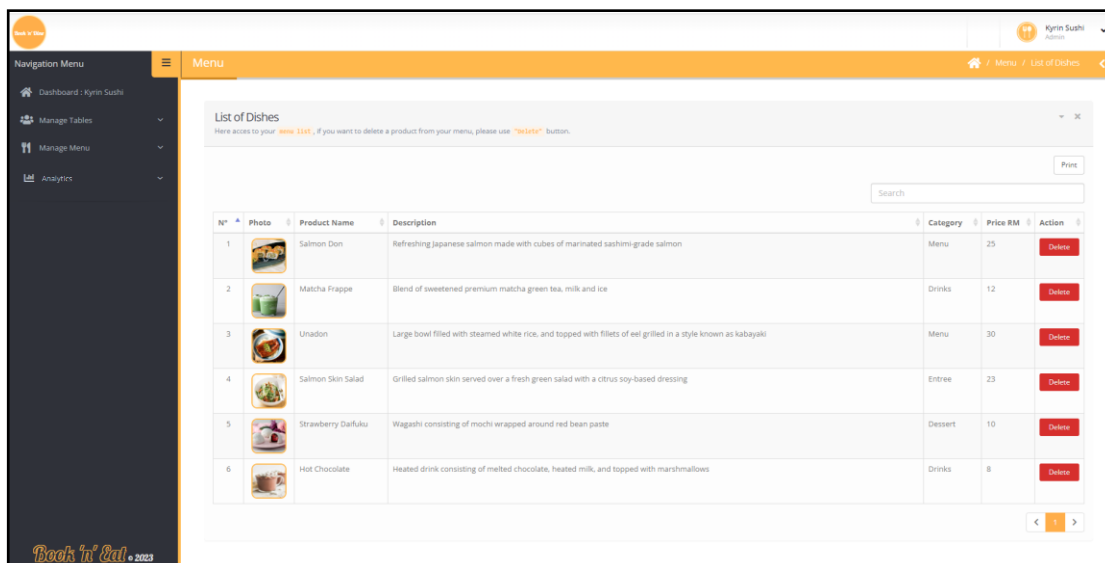 Book 'n' Eat
Kyrin Sushi
Admin
Navigation Menu
Menu
/ Menu / List of Dishes
Dashboard : Kyrin Sushi
Manage Tables
Manage Menu
Analytics
List of Dishes
Here acces to your menu list , if you want to delete a product from your menu, please use "Delete" button.
Print
Search
N° Photo Product Name Description Category Price RM Action
1 Salmon Don Refreshing Japanese salmon made with cubes of marinated sashimi-grade salmon Menu 25 Delete
2 Matcha Frappe Blend of sweetened premium matcha green tea, milk and ice Drinks 12 Delete
3 Unadon Large bowl filled with steamed white rice, and topped with fillets of eel grilled in a style known as kabayaki Menu 30 Delete
4 Salmon Skin Salad Grilled salmon skin served over a fresh green salad with a citrus soy-based dressing Entree 23 Delete
5 Strawberry Daifuku Wagashi consisting of mochi wrapped around red bean paste Dessert 10 Delete
6 Hot Chocolate Heated drink consisting of melted chocolate, heated milk, and topped with marshmallows Drinks 8 Delete
1
Book 'n' Eat © 2023